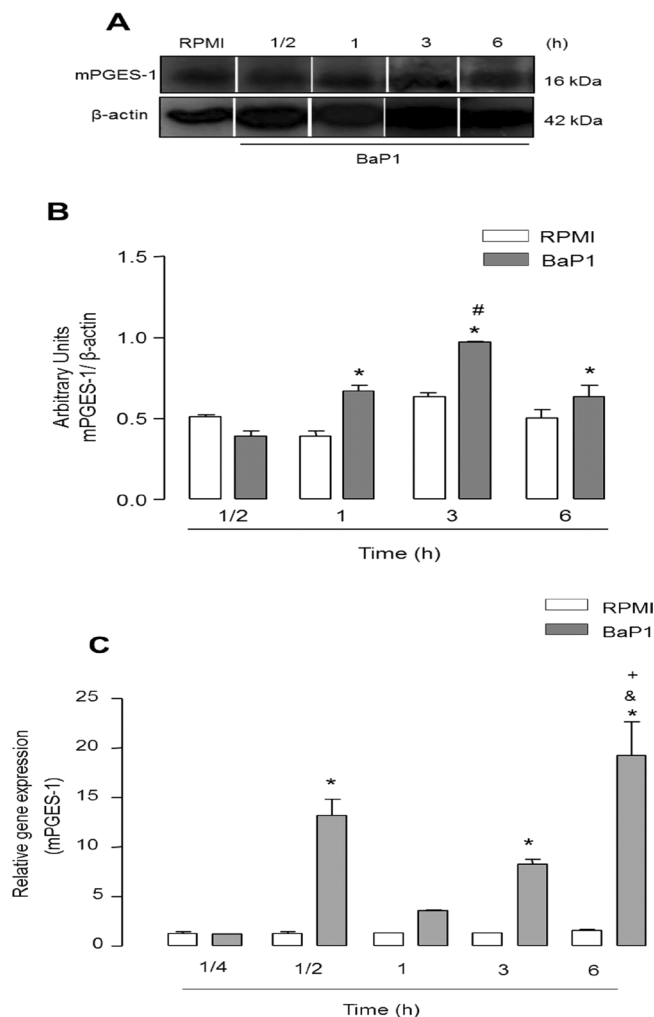 A
RPMI 1/2 1 3 6 (h)
mPGES-1 16 kDa
β-actin 42 kDa
BaP1
B
RPMI
BaP1
Arbitrary Units
mPGES-1/ β-actin
1.5
1.0
0.5
0.0
* # * *
1/2 1 3 6
Time (h)
C
RPMI
BaP1
Relative gene expression
(mPGES-1)
25
20
15
10
5
0
* * + & *
1/4 1/2 1 3 6
Time (h)